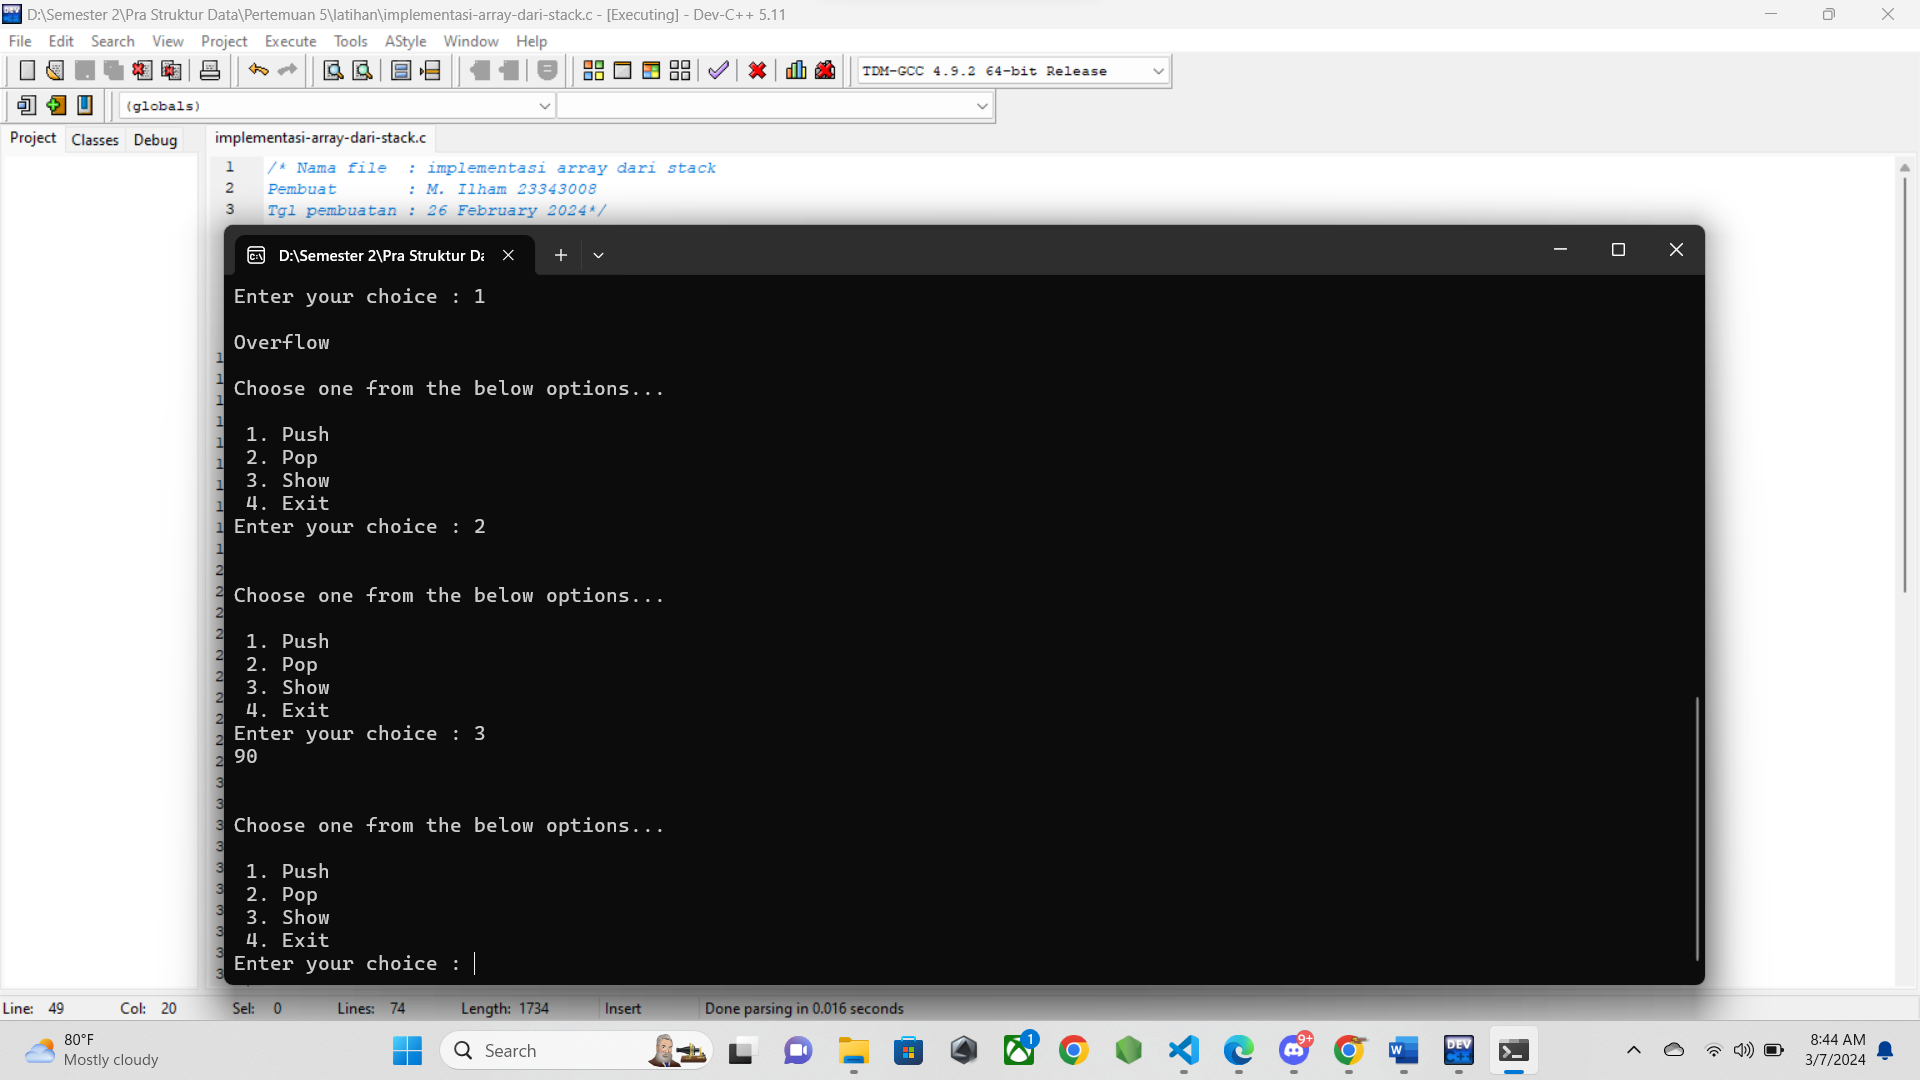 D:\Semester 2\Pra Struktur Data\Pertemuan 5\latihan\implementasi-array-dari-stack.c - [Executing] - Dev-C++ 5.11
File Edit Search View Project Execute Tools AStyle Window Help
TDM-GCC 4.9.2 64-bit Release
(globals)
Project Classes Debug
implementasi-array-dari-stack.c
1 /* Nama file : implementasi array dari stack
2 Pembuat : M. Ilham 23343008
3 Tgl pembuatan : 26 February 2024*/
D:\Semester 2\Pra Struktur Da
Enter your choice : 1
Overflow
Choose one from the below options...
1. Push
2. Pop
3. Show
4. Exit
Enter your choice : 2
Choose one from the below options...
1. Push
2. Pop
3. Show
4. Exit
Enter your choice : 3
90
Choose one from the below options...
1. Push
2. Pop
3. Show
4. Exit
Enter your choice :
Line: 49 Col: 20 Sel: 0 Lines: 74 Length: 1734 Insert Done parsing in 0.016 seconds
80°F
Mostly cloudy
Search
1
9+
DEV C++
8:44 AM
3/7/2024